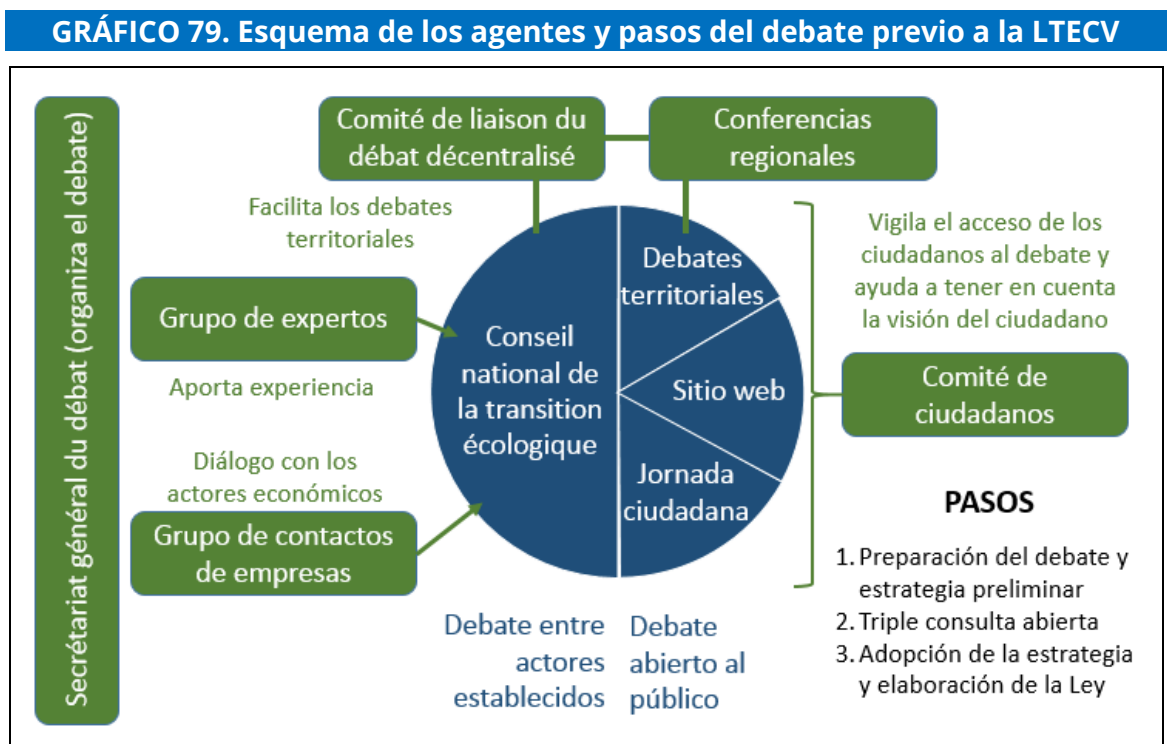 GRÁFICO 79. Esquema de los agentes y pasos del debate previo a la LTECV
Secrétariat général du débat (organiza el debate)
Comité de liaison du
débat décentralisé
Conferencias
regionales
Facilita los debates
territoriales
Grupo de expertos
Aporta experiencia
Diálogo con los
actores económicos
Grupo de contactos
de empresas
Conseil
national de
la transition
écologique
Debates
territoriales
Sitio web
Jornada
ciudadana
Debate entre
actores
establecidos
Debate
abierto al
público
Vigila el acceso de los
ciudadanos al debate y
ayuda a tener en cuenta
la visión del ciudadano
Comité de
ciudadanos
PASOS
1. Preparación del debate y
estrategia preliminar
2. Triple consulta abierta
3. Adopción de la estrategia
y elaboración de la Ley